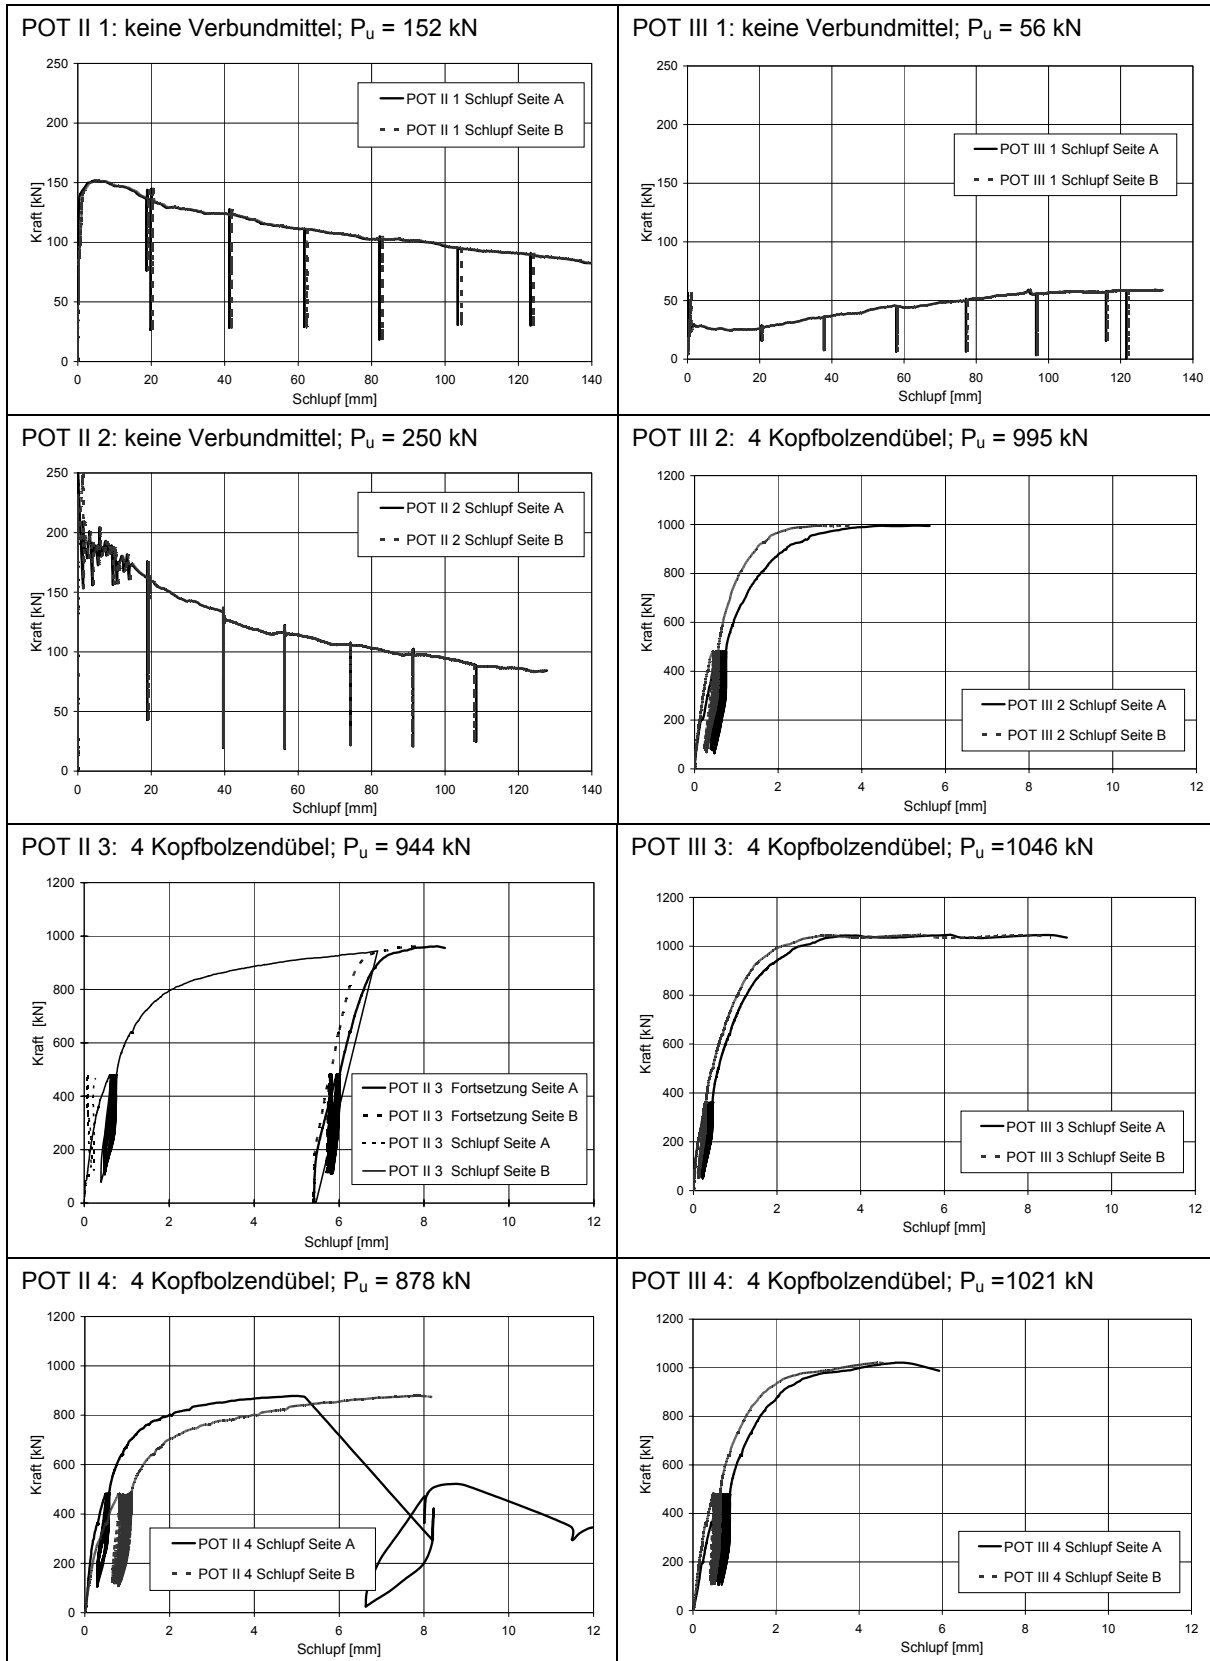 POT II 1: keine Verbundmittel; Pu = 152 kN
250
200
150
100
50
0
Kraft [kN]
POT II 1 Schlupf Seite A
POT II 1 Schlupf Seite B
0 20 40 60 80 100 120 140
Schlupf [mm]
POT III 1: keine Verbundmittel; Pu = 56 kN
250
200
150
100
50
0
Kraft [kN]
POT III 1 Schlupf Seite A
POT III 1 Schlupf Seite B
0 20 40 60 80 100 120 140
Schlupf [mm]
POT II 2: keine Verbundmittel; Pu = 250 kN
250
200
150
100
50
0
Kraft [kN]
POT II 2 Schlupf Seite A
POT II 2 Schlupf Seite B
0 20 40 60 80 100 120 140
Schlupf [mm]
POT III 2: 4 Kopfbolzendübel; Pu = 995 kN
1200
1000
800
600
400
200
0
Kraft [kN]
POT III 2 Schlupf Seite A
POT III 2 Schlupf Seite B
0 2 4 6 8 10 12
Schlupf [mm]
POT II 3: 4 Kopfbolzendübel; Pu = 944 kN
1200
1000
800
600
400
200
0
Kraft [kN]
POT II 3 Fortsetzung Seite A
POT II 3 Fortsetzung Seite B
POT II 3 Schlupf Seite A
POT II 3 Schlupf Seite B
0 2 4 6 8 10 12
Schlupf [mm]
POT III 3: 4 Kopfbolzendübel; Pu =1046 kN
1200
1000
800
600
400
200
0
Kraft [kN]
POT III 3 Schlupf Seite A
POT III 3 Schlupf Seite B
0 2 4 6 8 10 12
Schlupf [mm]
POT II 4: 4 Kopfbolzendübel; Pu = 878 kN
1200
1000
800
600
400
200
0
Kraft [kN]
POT II 4 Schlupf Seite A
POT II 4 Schlupf Seite B
0 2 4 6 8 10 12
Schlupf [mm]
POT III 4: 4 Kopfbolzendübel; Pu =1021 kN
1200
1000
800
600
400
200
0
Kraft [kN]
POT III 4 Schlupf Seite A
POT III 4 Schlupf Seite B
0 2 4 6 8 10 12
Schlupf [mm]